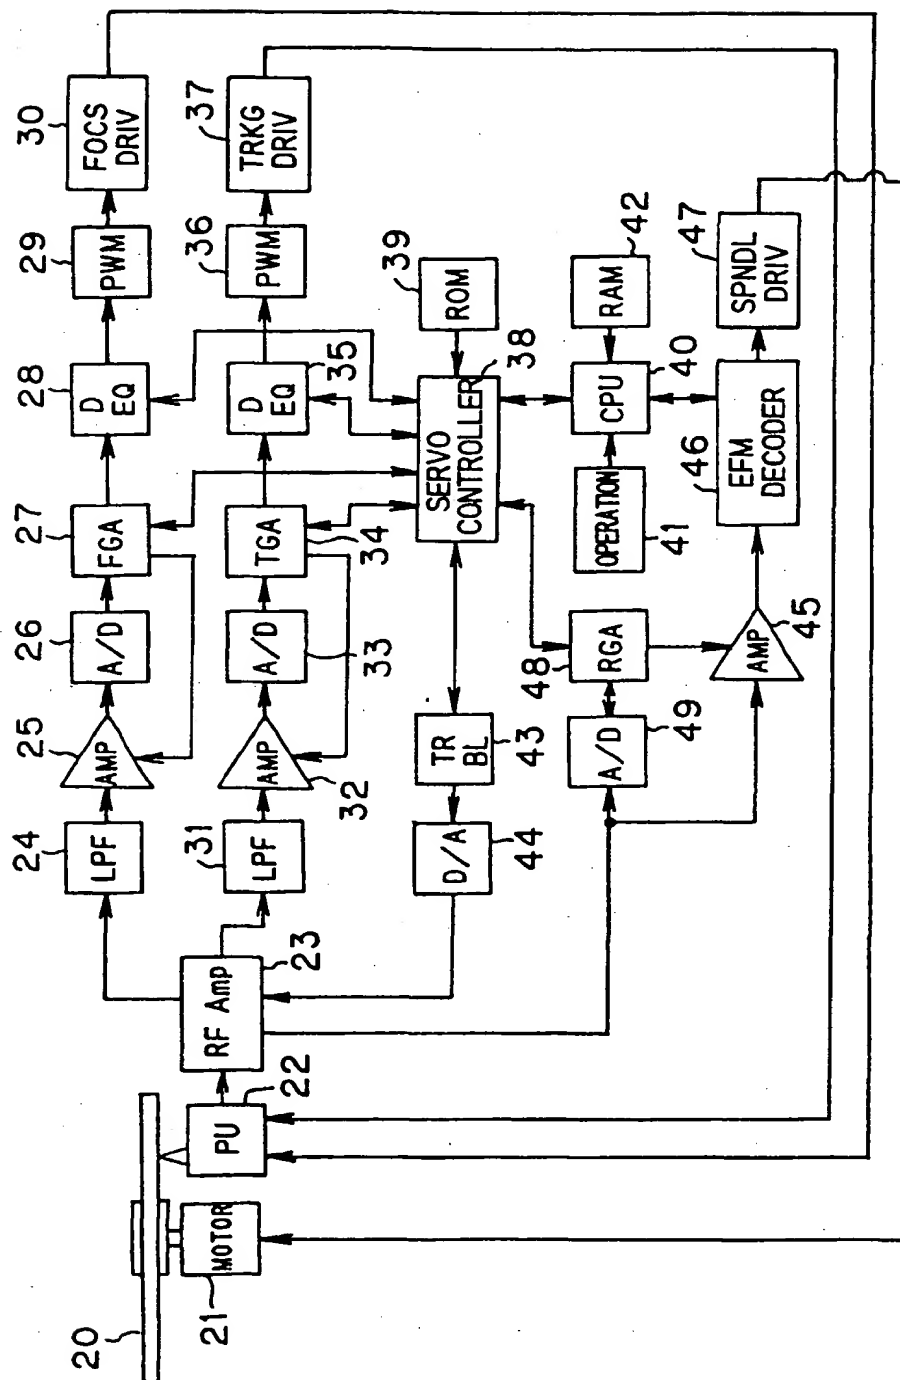 30
FOCS
DRIV
37
TRKG
DRIV
29
PWM
36
PWM
39
ROM
42
RAM
47
SPNDL
DRIV
28
D
EQ
35
D
EQ
38
SERVO
CONTROLLER
40
CPU
46
EFM
DECODER
27
FGA
34
TGA
41
OPERATION
26
A/D
33
A/D
48
RGA
45
AMP
25
AMP
32
AMP
43
TR
BL
49
A/D
24
LPF
31
LPF
44
D/A
23
RF Amp
22
PU
21
MOTOR
20